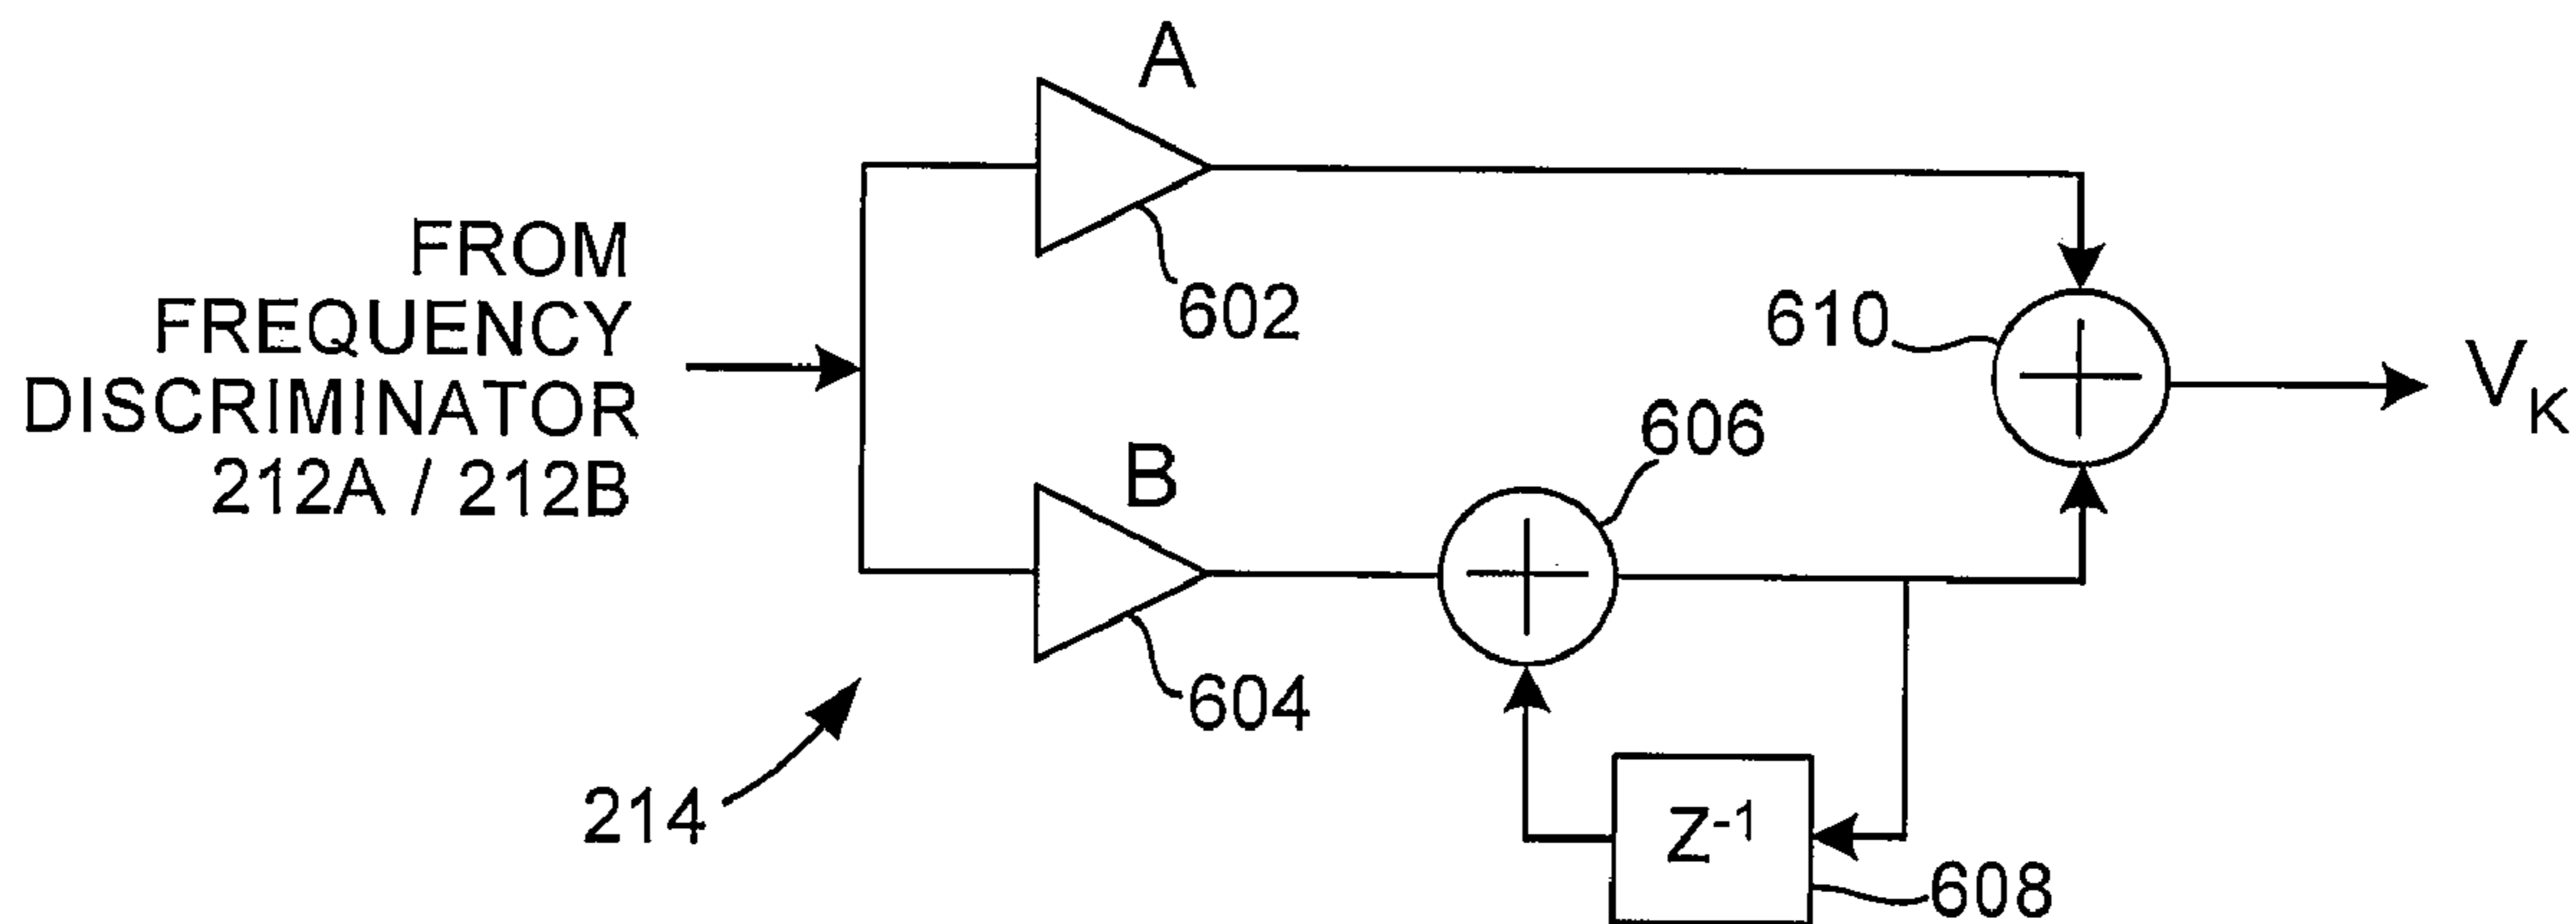 A
602
FROM
FREQUENCY
DISCRIMINATOR
212A / 212B
610
V_K
B
606
604
214
Z⁻¹
608